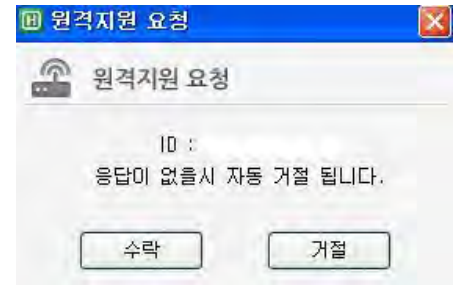 H 원격지원 요청
원격지원 요청
ID :
응답이 없을시 자동 거절 됩니다.
수락 거절